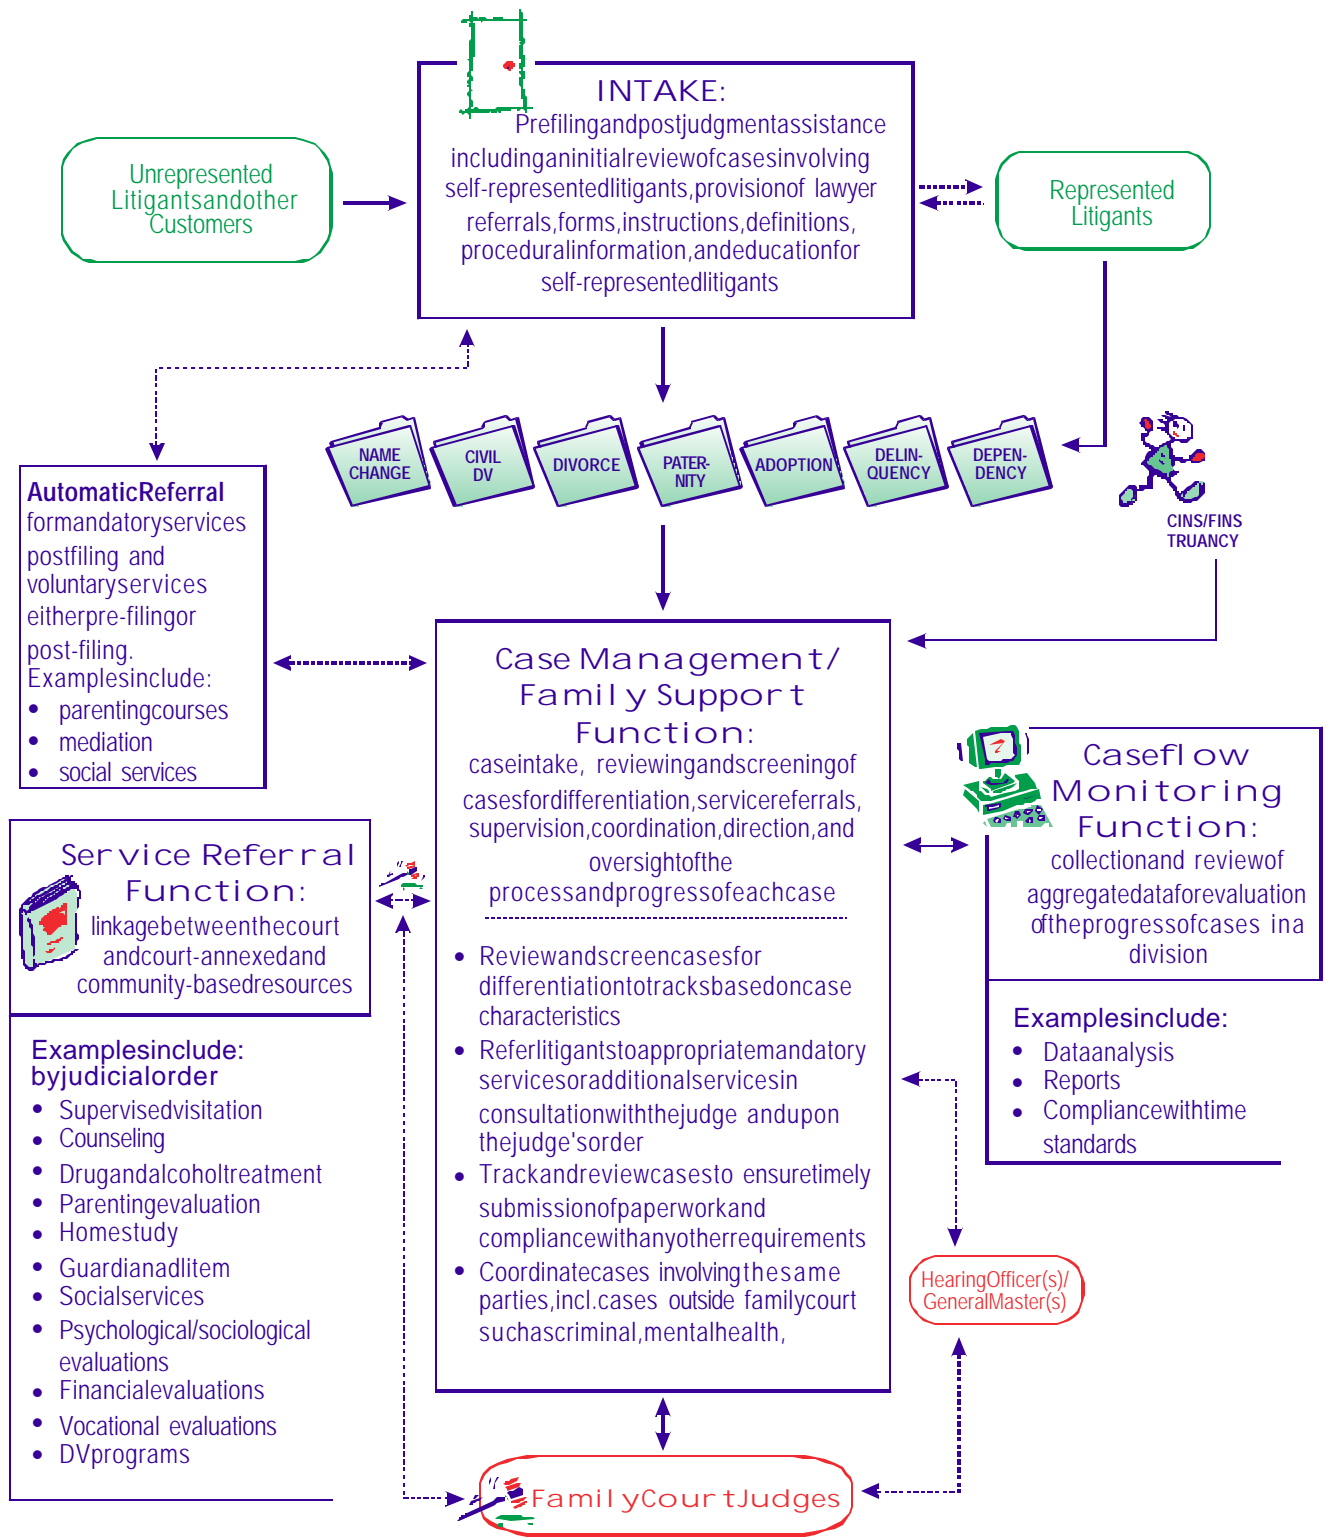 INTAKE:
Prefilingandpostjudgmentassistance
includinganinitialreviewofcasesinvolving
self-representedlitigants,provisionof lawyer
referrals,forms,instructions,definitions,
proceduralinformation,andeducationfor
self-representedlitigants
Unrepresented
Litigantsandother
Customers
Represented
Litigants
NAME
CHANGE
CIVIL
DV
DIVORCE
PATER-
NITY
ADOPTION
DELIN-
QUENCY
DEPEN-
DENCY
CINS/FINS
TRUANCY
AutomaticReferral
formandatoryservices
postfiling and
voluntaryservices
eitherpre-filingor
post-filing.
Examplesinclude:
• parentingcourses
• mediation
• social services
Case Management/
Family Support
Function:
caseintake, reviewingandscreeningof
casesfordifferentiation,servicereferrals,
supervision,coordination,direction,and
oversightofthe
processandprogressofeachcase
• Reviewandscreencasesfor
differentiationtotracksbasedoncase
characteristics
• Referlitigantstoappropriatemandatory
servicesoradditionalservicesin
consultationwiththejudge andupon
thejudge'sorder
• Trackandreviewcasesto ensuretimely
submissionofpaperworkand
compliancewithanyotherrequirements
• Coordinatecases involvingthesame
parties,incl.cases outside familycourt
suchascriminal,mentalhealth,
Caseflow
Monitoring
Function:
collectionand reviewof
aggregateddataforevaluation
oftheprogressofcases ina
division
Examplesinclude:
• Dataanalysis
• Reports
• Compliancewithtime
standards
Service Referral
Function:
linkagebetweenthecourt
andcourt-annexedand
community-basedresources
Examplesinclude:
byjudicialorder
• Supervisedvisitation
• Counseling
• Drugandalcoholtreatment
• Parentingevaluation
• Homestudy
• Guardianadlitem
• Socialservices
• Psychological/sociological
evaluations
• Financialevaluations
• Vocational evaluations
• DVprograms
HearingOfficer(s)/
GeneralMaster(s)
FamilyCourtJudges